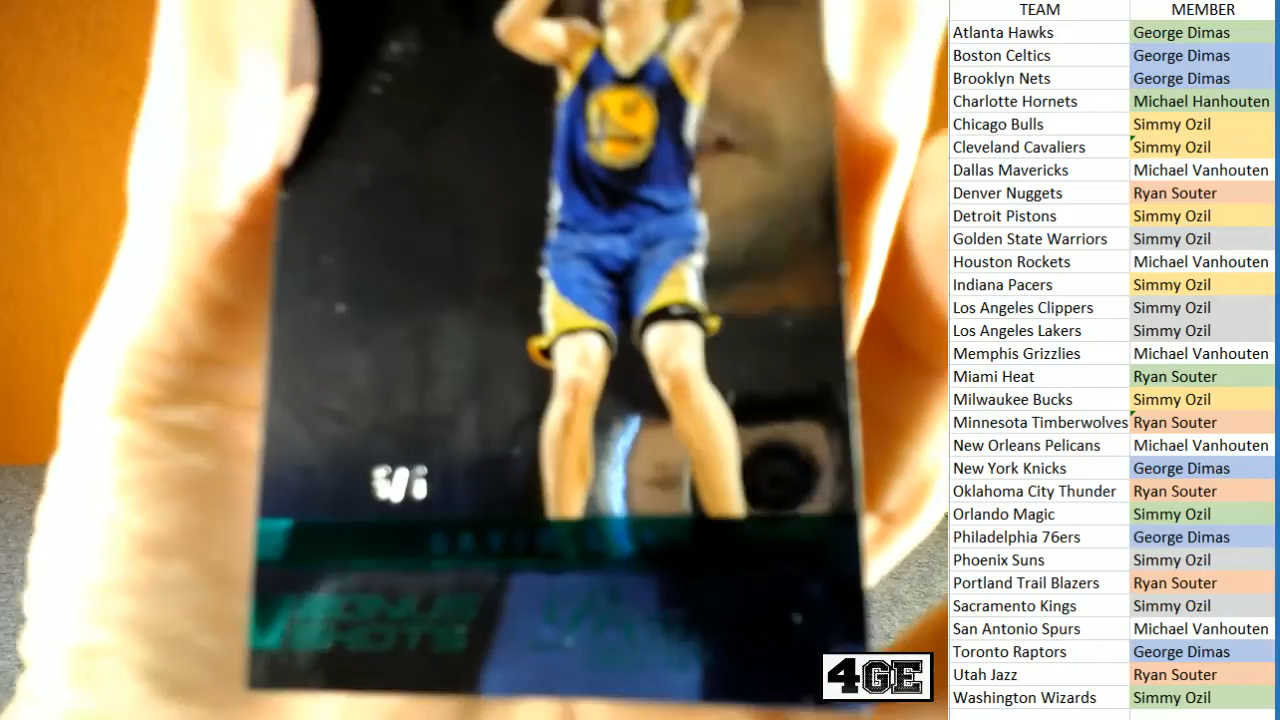 TEAM MEMBER
Atlanta Hawks George Dimas
Boston Celtics George Dimas
Brooklyn Nets George Dimas
Charlotte Hornets Michael Hanhouten
Chicago Bulls Simmy Ozil
Cleveland Cavaliers Simmy Ozil
Dallas Mavericks Michael Vanhouten
Denver Nuggets Ryan Souter
Detroit Pistons Simmy Ozil
Golden State Warriors Simmy Ozil
Houston Rockets Michael Vanhouten
Indiana Pacers Simmy Ozil
Los Angeles Clippers Simmy Ozil
Los Angeles Lakers Simmy Ozil
Memphis Grizzlies Michael Vanhouten
Miami Heat Ryan Souter
Milwaukee Bucks Simmy Ozil
Minnesota Timberwolves Ryan Souter
New Orleans Pelicans Michael Vanhouten
New York Knicks George Dimas
Oklahoma City Thunder Ryan Souter
Orlando Magic Simmy Ozil
Philadelphia 76ers George Dimas
Phoenix Suns Simmy Ozil
Portland Trail Blazers Ryan Souter
Sacramento Kings Simmy Ozil
San Antonio Spurs Michael Vanhouten
Toronto Raptors George Dimas
Utah Jazz Ryan Souter
Washington Wizards Simmy Ozil
BONUS
SHOTS
4GE